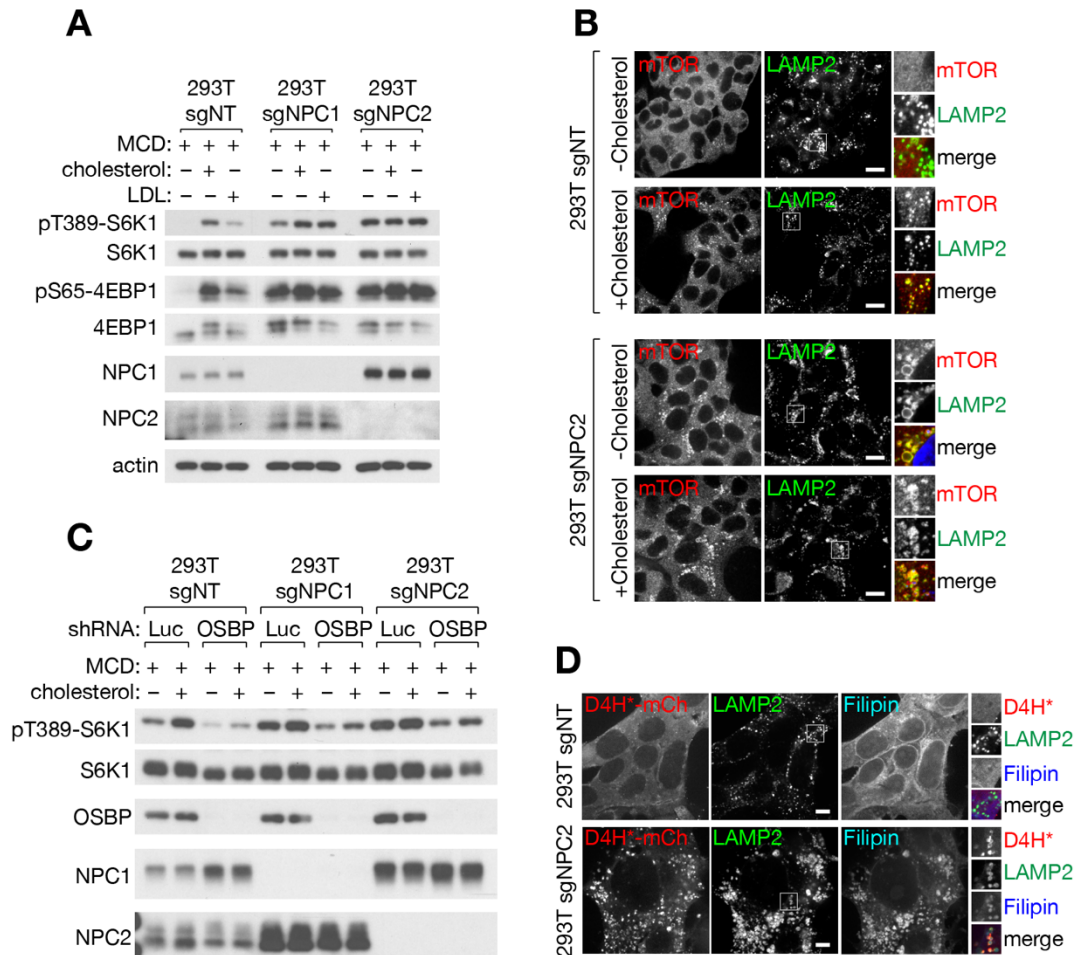 A
293T 293T 293T
sgNT sgNPC1 sgNPC2
MCD: + + + + + + + + +
cholesterol: – + – – + – – + –
LDL: – – + – – + – – +
pT389-S6K1
S6K1
pS65-4EBP1
4EBP1
NPC1
NPC2
actin
B
293T sgNT
-Cholesterol
mTOR LAMP2
mTOR
LAMP2
merge
+Cholesterol
mTOR LAMP2
mTOR
LAMP2
merge
293T sgNPC2
-Cholesterol
mTOR LAMP2
mTOR
LAMP2
merge
+Cholesterol
mTOR LAMP2
mTOR
LAMP2
merge
C
293T 293T 293T
sgNT sgNPC1 sgNPC2
shRNA: Luc OSBP Luc OSBP Luc OSBP
MCD: + + + + + + + + + + + +
cholesterol: – + – + – + – + – + – +
pT389-S6K1
S6K1
OSBP
NPC1
NPC2
D
293T sgNT
D4H*-mCh LAMP2 Filipin
D4H*
LAMP2
Filipin
merge
293T sgNPC2
D4H*-mCh LAMP2 Filipin
D4H*
LAMP2
Filipin
merge